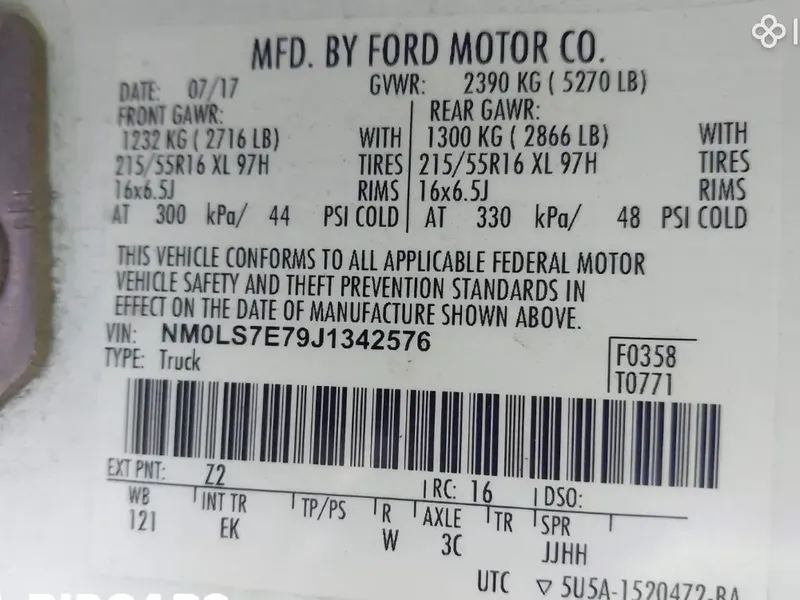 MFD. BY FORD MOTOR CO.
DATE: 07/17 GVWR: 2390 KG ( 5270 LB)
FRONT GAWR: REAR GAWR:
1232 KG ( 2716 LB) WITH 1300 KG ( 2866 LB) WITH
215/55R16 XL 97H TIRES 215/55R16 XL 97H TIRES
16x6.5J RIMS 16x6.5J RIMS
AT 300 kPa/ 44 PSI COLD AT 330 kPa/ 48 PSI COLD
THIS VEHICLE CONFORMS TO ALL APPLICABLE FEDERAL MOTOR
VEHICLE SAFETY AND THEFT PREVENTION STANDARDS IN
EFFECT ON THE DATE OF MANUFACTURE SHOWN ABOVE.
VIN: NM0LS7E79J1342576
TYPE: Truck
F0358
T0771
EXT PNT: Z2 RC: 16 DSO:
WB INT TR TP/PS R AXLE TR SPR
121 EK W 3C JJHH
UTC ▽ 5U5A-1520472-BA